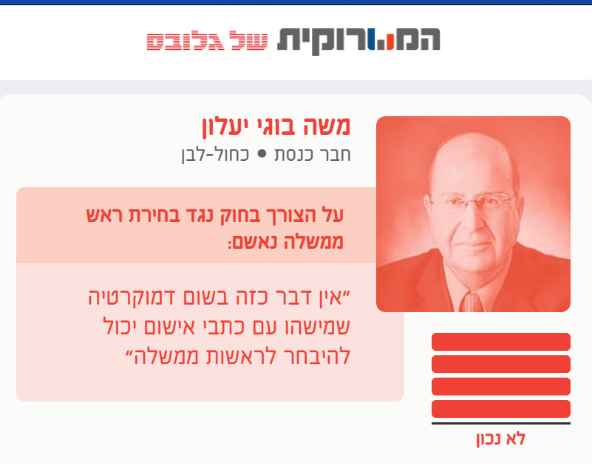 המשרוקית של גלובס
משה בוגי יעלון
חבר כנסת • כחול-לבן
על הצורך בחוק נגד בחירת ראש
ממשלה נאשם:
"אין דבר כזה בשום דמוקרטיה
שמישהו עם כתבי אישום יכול
להיבחר לראשות ממשלה"
לא נכון